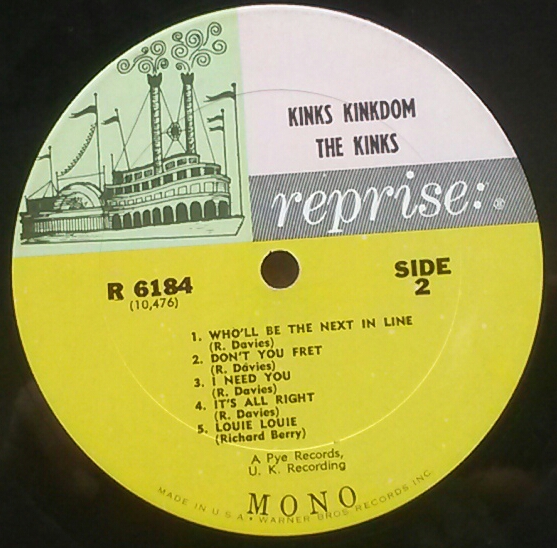 KINKS KINKDOM
THE KINKS
reprise: ®
R 6184
(10,476)
SIDE
2
1. WHO'LL BE THE NEXT IN LINE
(R. Davies)
2. DON'T YOU FRET
(R. Davies)
3. I NEED YOU
(R. Davies)
4. IT'S ALL RIGHT
(R. Davies)
5. LOUIE LOUIE
(Richard Berry)
A Pye Records,
U. K. Recording
MONO
MADE IN U.S.A. • WARNER BROS. RECORDS INC.